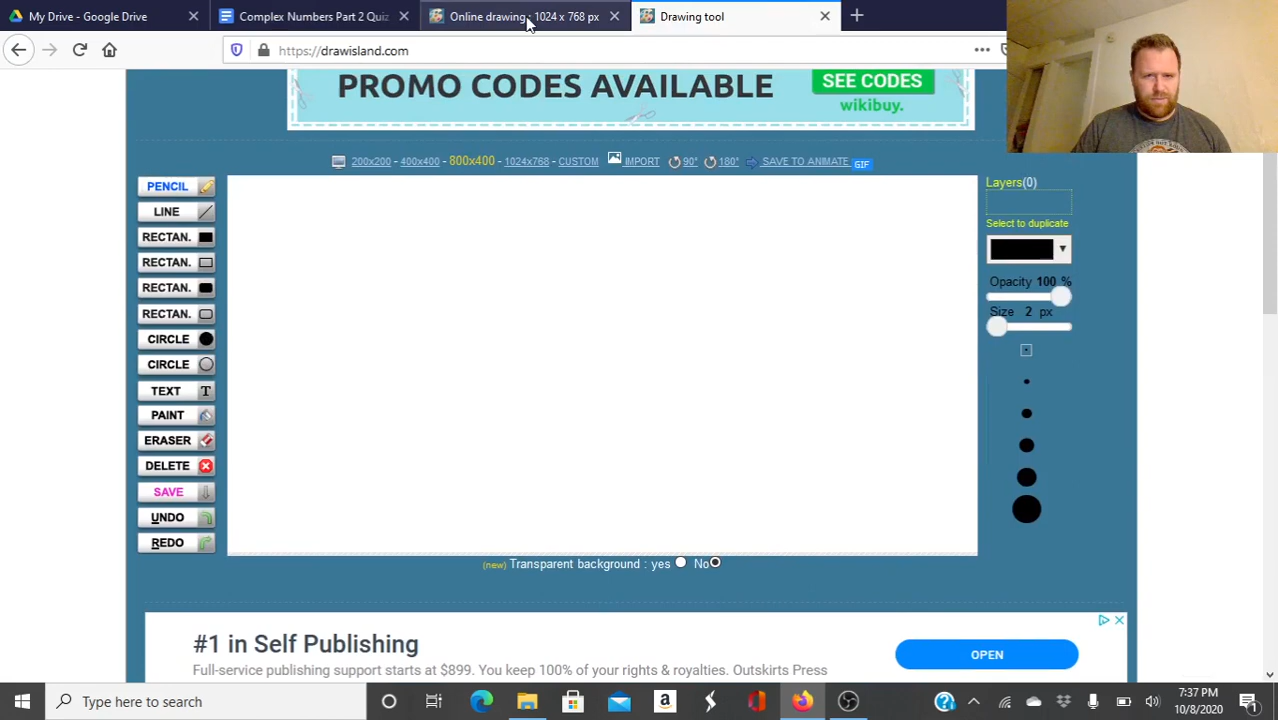 My Drive - Google Drive
Complex Numbers Part 2 Quiz
Online drawing : 1024 x 768 px
Drawing tool
https://drawisland.com
PROMO CODES AVAILABLE
SEE CODES
wikibuy.
200x200 - 400x400 - 800x400 - 1024x768 - CUSTOM IMPORT 90° 180° SAVE TO ANIMATE GIF
PENCIL
LINE
RECTAN.
RECTAN.
RECTAN.
RECTAN.
CIRCLE
CIRCLE
TEXT T
PAINT
ERASER
DELETE
SAVE
UNDO
REDO
Layers(0)
Select to duplicate
Opacity 100 %
Size 2 px
(new) Transparent background : yes No
#1 in Self Publishing
Full-service publishing support starts at $899. You keep 100% of your rights & royalties. Outskirts Press
OPEN
Type here to search
7:37 PM
10/8/2020
1